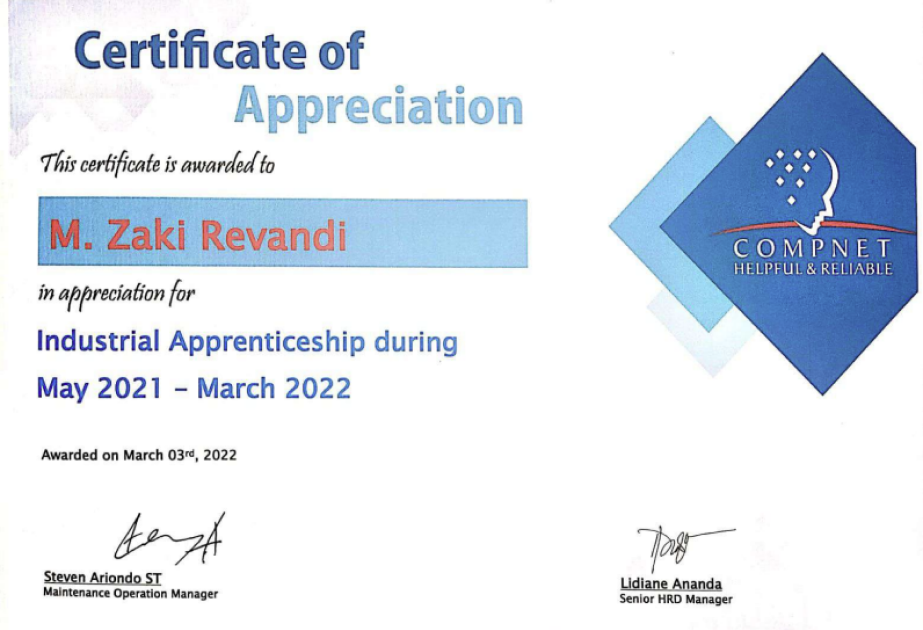 Certificate of
Appreciation
This certificate is awarded to
M. Zaki Revandi
in appreciation for
Industrial Apprenticeship during
May 2021 – March 2022
Awarded on March 03rd, 2022
COMPNET
HELPFUL & RELIABLE
Steven Ariondo ST
Maintenance Operation Manager
Lidiane Ananda
Senior HRD Manager